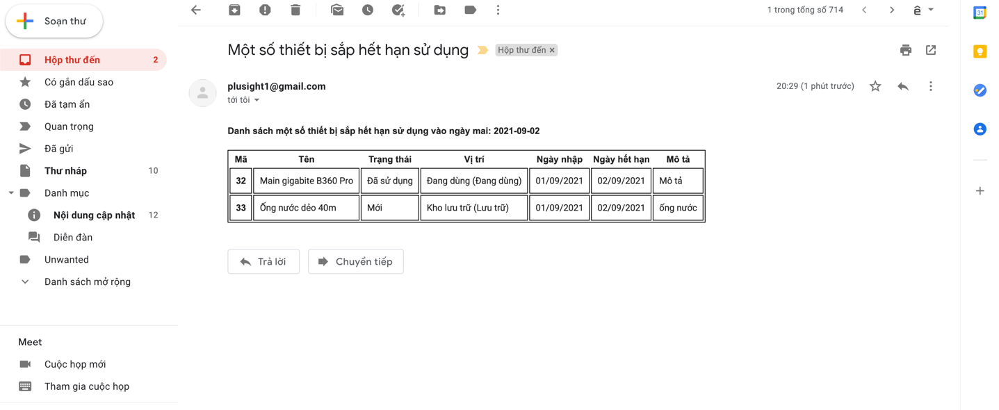 Soạn thư
Hộp thư đến 2
Có gắn dấu sao
Đã tạm ẩn
Quan trọng
Đã gửi
Thư nháp 10
Danh mục
Nội dung cập nhật 12
Diễn đàn
Unwanted
Danh sách mở rộng
Meet
Cuộc họp mới
Tham gia cuộc họp
1 trong tổng số 714
ê
31
Một số thiết bị sắp hết hạn sử dụng Hộp thư đến ×
plusight1@gmail.com 20:29 (1 phút trước)
tới tôi
Danh sách một số thiết bị sắp hết hạn sử dụng vào ngày mai: 2021-09-02
Mã Tên Trạng thái Vị trí Ngày nhập Ngày hết hạn Mô tả
32 Main gigabite B360 Pro Đã sử dụng Đang dùng (Đang dùng) 01/09/2021 02/09/2021 Mô tả
33 Ống nước dẻo 40m Mới Kho lưu trữ (Lưu trữ) 01/09/2021 02/09/2021 ống nước
Trả lời Chuyển tiếp